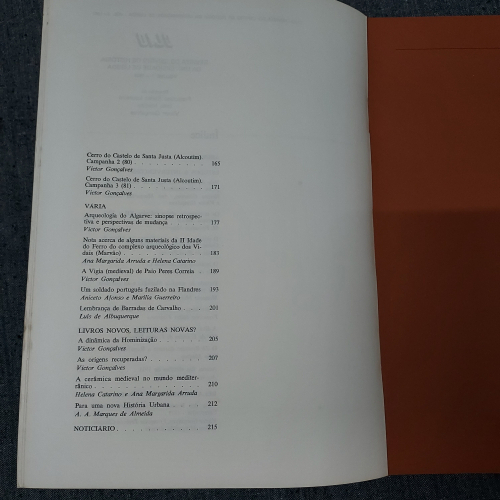 Cerro do Castelo de Santa Justa (Alcoutim).
Campanha 2 (80) . . . . . . . . . 165
Victor Gonçalves
Cerro do Castelo de Santa Justa (Alcoutim).
Campanha 3 (81) . . . . . . . . . 171
Victor Gonçalves
VARIA
Arqueologia do Algarve: sinopse retrospec-
tiva e perspectivas de mudança . . . . 177
Victor Gonçalves
Nota acerca de alguns materiais da II Idade
do Ferro do complexo arqueológico dos Vi-
dais (Marvão) . . . . . . . . . 183
Ana Margarida Arruda e Helena Catarino
A Vigia (medieval) de Paio Peres Correia . 189
Victor Gonçalves
Um soldado português fuzilado na Flandres 193
Aniceto Afonso e Marília Guerreiro
Lembrança de Barradas de Carvalho . . . 201
Luís de Albuquerque
LIVROS NOVOS, LEITURAS NOVAS?
A dinâmica da Hominização . . . . . 205
Victor Gonçalves
As origens recuperadas? . . . . . . 207
Victor Gonçalves
A cerâmica medieval no mundo mediter-
rânico . . . . . . . . . . . . 210
Helena Catarino e Ana Margarida Arruda
Para uma nova História Urbana . . . . 212
A. A. Marques de Almeida
NOTICIÁRIO . . . . . . . . . . 215